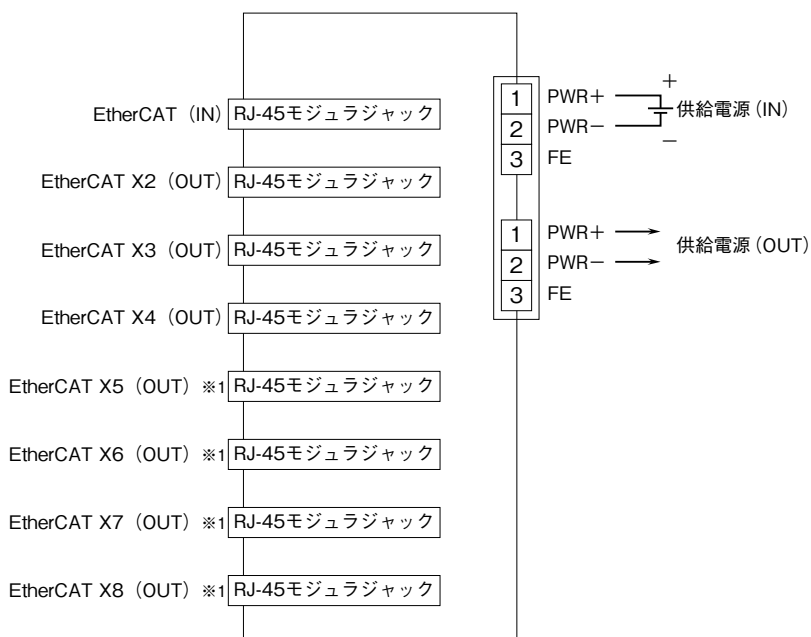 EtherCAT（IN） RJ-45モジュラジャック
EtherCAT X2（OUT） RJ-45モジュラジャック
EtherCAT X3（OUT） RJ-45モジュラジャック
EtherCAT X4（OUT） RJ-45モジュラジャック
EtherCAT X5（OUT）※1 RJ-45モジュラジャック
EtherCAT X6（OUT）※1 RJ-45モジュラジャック
EtherCAT X7（OUT）※1 RJ-45モジュラジャック
EtherCAT X8（OUT）※1 RJ-45モジュラジャック
1 PWR＋ ＋
供給電源（IN）
2 PWR－ －
3 FE
1 PWR＋
供給電源（OUT）
2 PWR－
3 FE